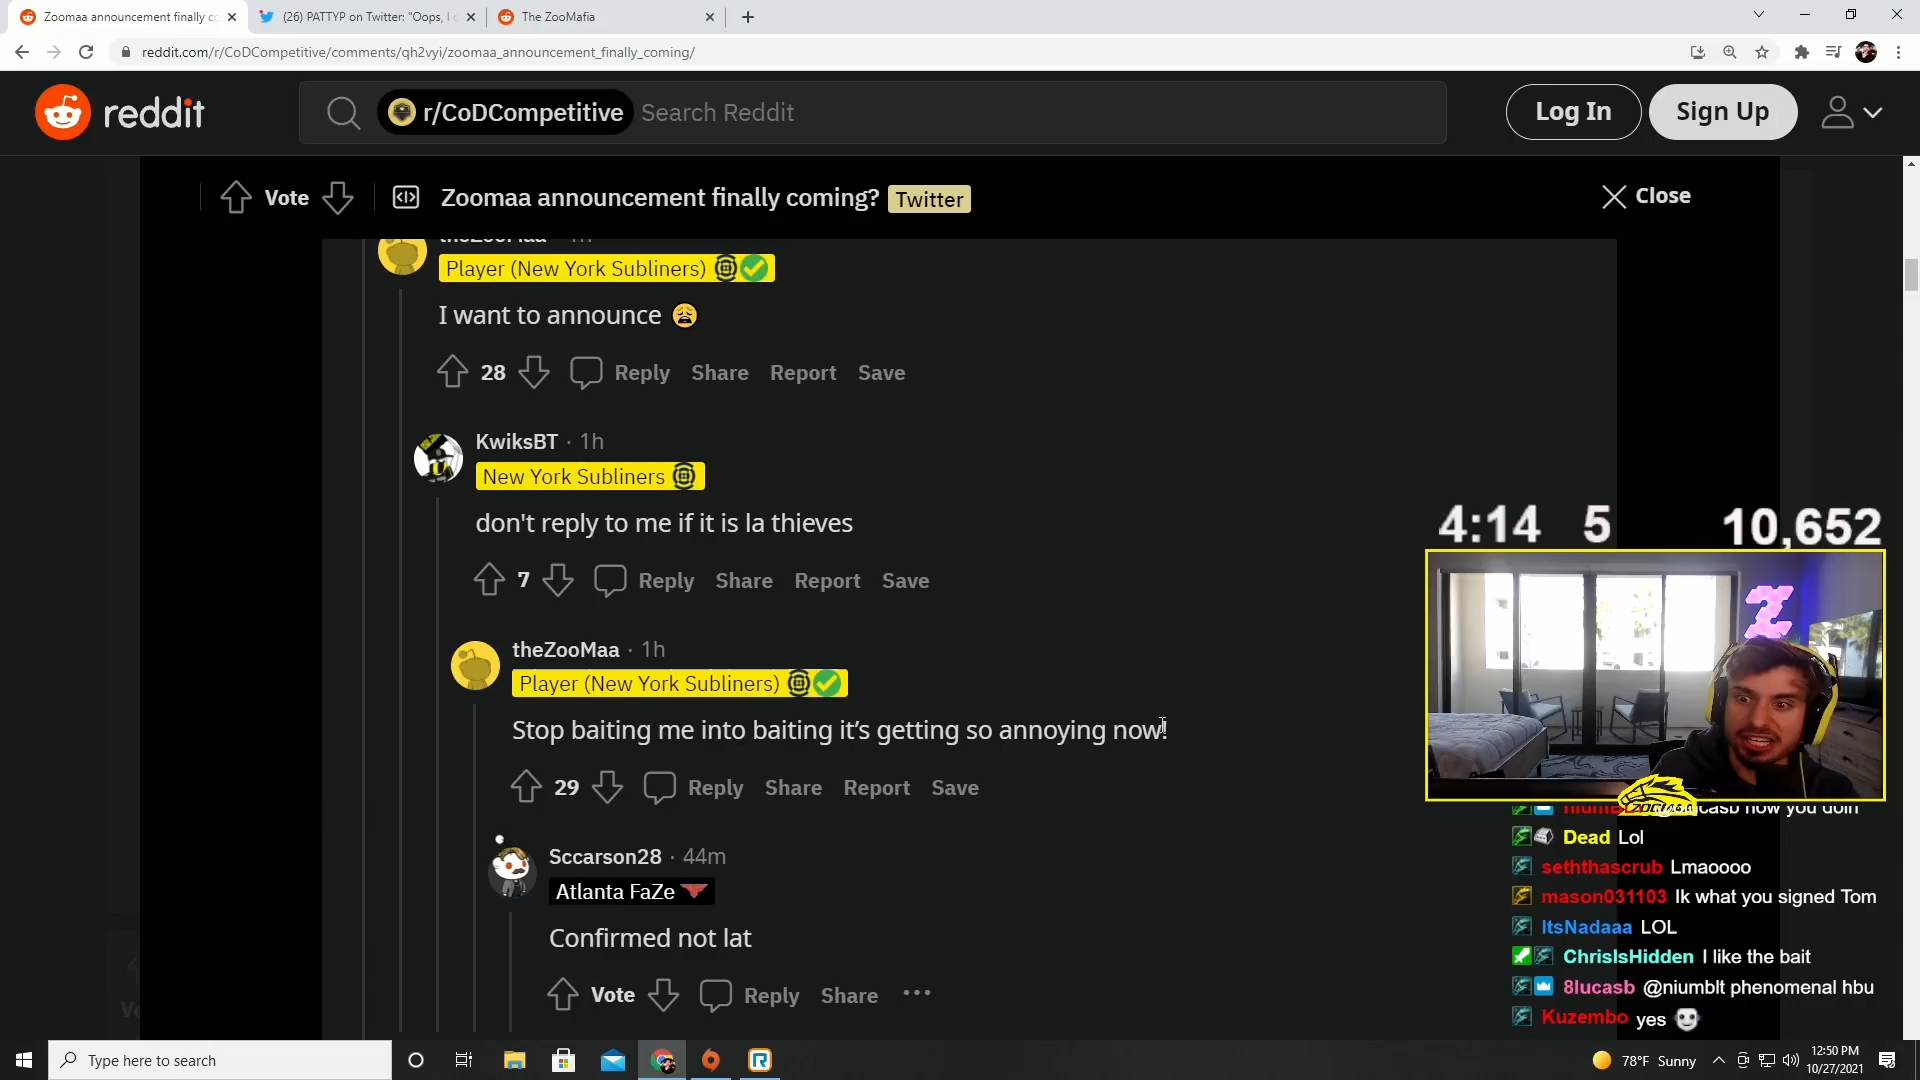 Zoomaa announcement finally co
(26) PATTYP on Twitter: "Oops, I
The ZooMafia
reddit.com/r/CoDCompetitive/comments/qh2vyi/zoomaa_announcement_finally_coming/
reddit
r/CoDCompetitive
Search Reddit
Log In
Sign Up
Vote
Zoomaa announcement finally coming?
Twitter
Close
Player (New York Subliners)
I want to announce 😩
28 Reply Share Report Save
KwiksBT · 1h
New York Subliners
don't reply to me if it is la thieves
7 Reply Share Report Save
theZooMaa · 1h
Player (New York Subliners)
Stop baiting me into baiting it's getting so annoying now!
29 Reply Share Report Save
Sccarson28 · 44m
Atlanta FaZe
Confirmed not lat
Vote Reply Share ···
4:14 5 10,652
now you doin
Dead Lol
seththascrub Lmaoooo
mason031103 Ik what you signed Tom
ItsNadaaa LOL
ChrisIsHidden I like the bait
8lucasb @niumblt phenomenal hbu
Kuzembo yes
Type here to search
78°F Sunny
12:50 PM
10/27/2021